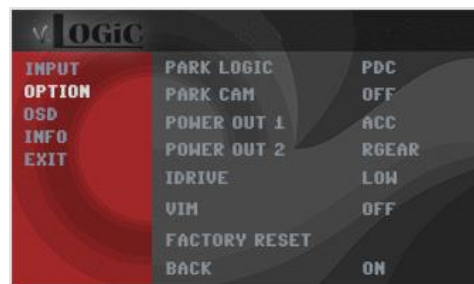 v LOGiC
INPUT
OPTION
OSD
INFO
EXIT
PARK LOGIC PDC
PARK CAM OFF
POWER OUT 1 ACC
POWER OUT 2 RGEAR
IDRIVE LOW
VIM OFF
FACTORY RESET
BACK ON